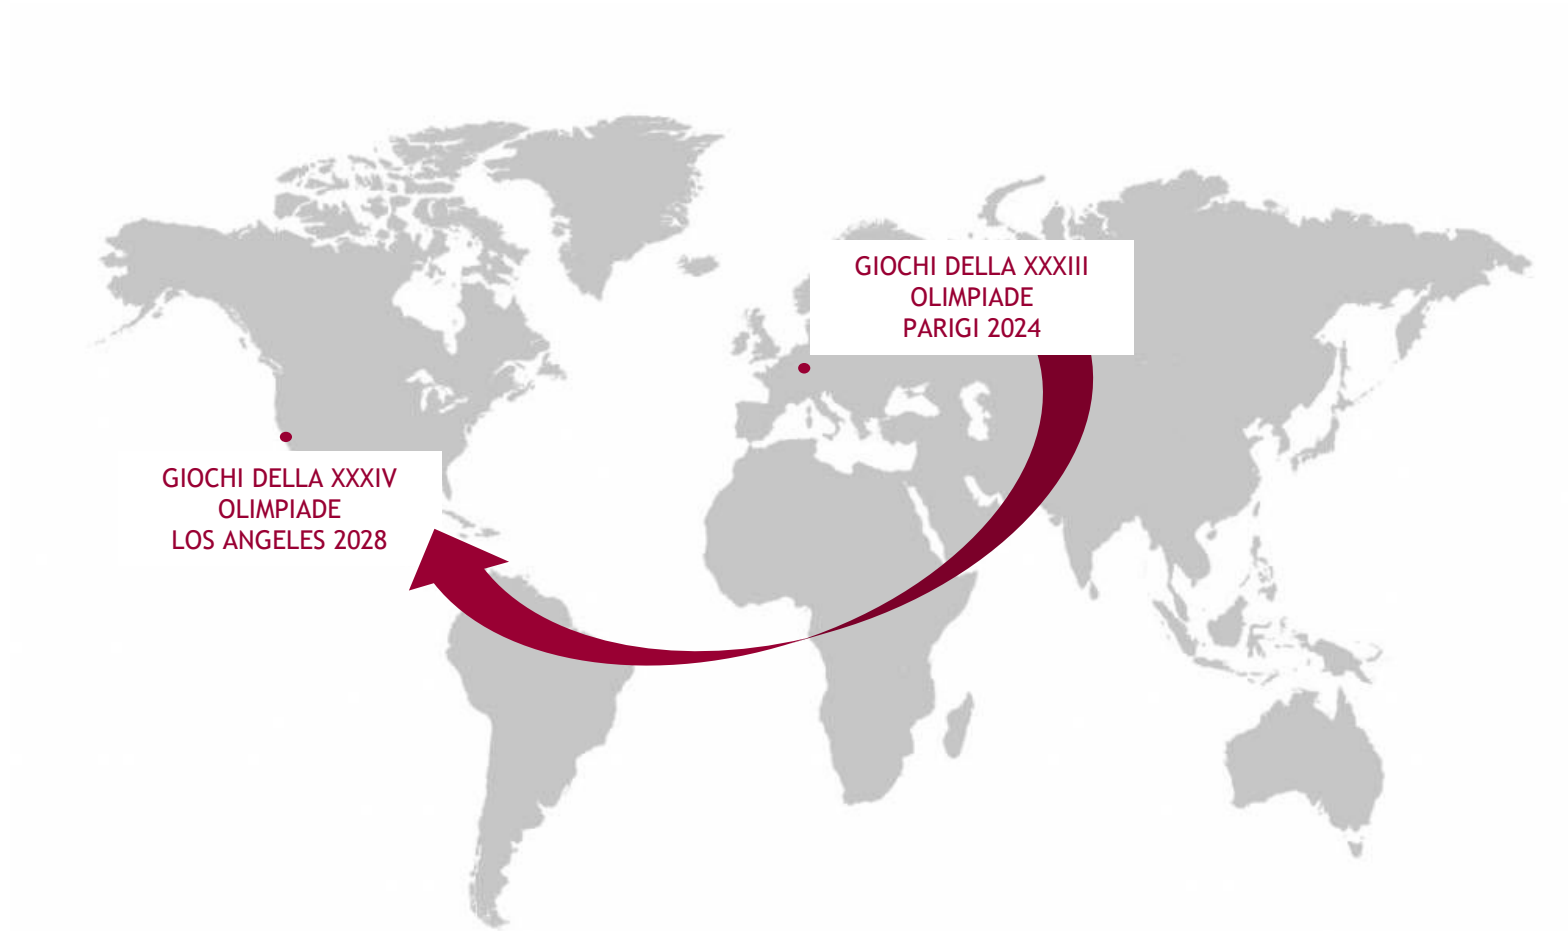 GIOCHI DELLA XXXIII
OLIMPIADE
PARIGI 2024
GIOCHI DELLA XXXIV
OLIMPIADE
LOS ANGELES 2028